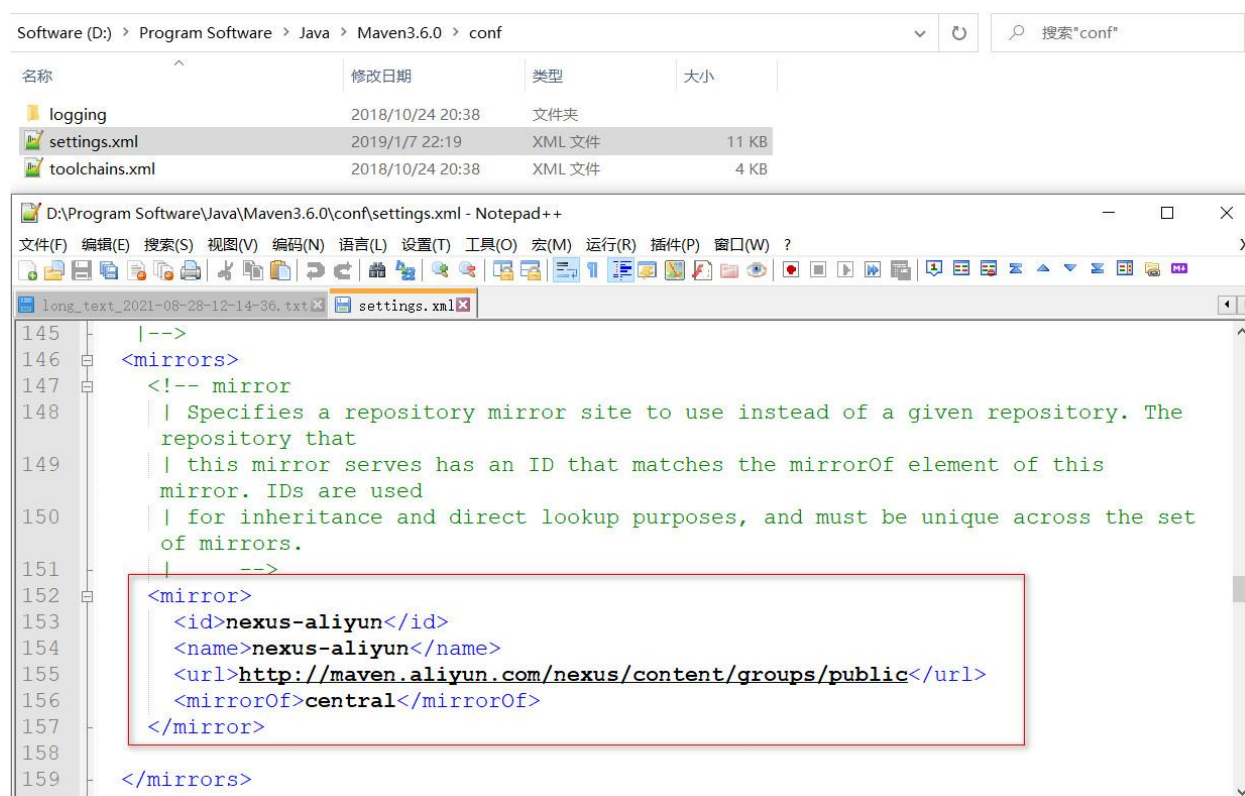 Software (D:) > Program Software > Java > Maven3.6.0 > conf
搜索"conf"
名称 修改日期 类型 大小
logging 2018/10/24 20:38 文件夹
settings.xml 2019/1/7 22:19 XML 文件 11 KB
toolchains.xml 2018/10/24 20:38 XML 文件 4 KB
D:\Program Software\Java\Maven3.6.0\conf\settings.xml - Notepad++
文件(F) 编辑(E) 搜索(S) 视图(V) 编码(N) 语言(L) 设置(T) 工具(O) 宏(M) 运行(R) 插件(P) 窗口(W) ?
long_text_2021-08-28-12-14-36.txt settings.xml
145 |-->
146 <mirrors>
147 <!-- mirror
148 | Specifies a repository mirror site to use instead of a given repository. The
repository that
149 | this mirror serves has an ID that matches the mirrorOf element of this
mirror. IDs are used
150 | for inheritance and direct lookup purposes, and must be unique across the set
of mirrors.
151 | -->
152 <mirror>
153 <id>nexus-aliyun</id>
154 <name>nexus-aliyun</name>
155 <url>http://maven.aliyun.com/nexus/content/groups/public</url>
156 <mirrorOf>central</mirrorOf>
157 </mirror>
158
159 </mirrors>